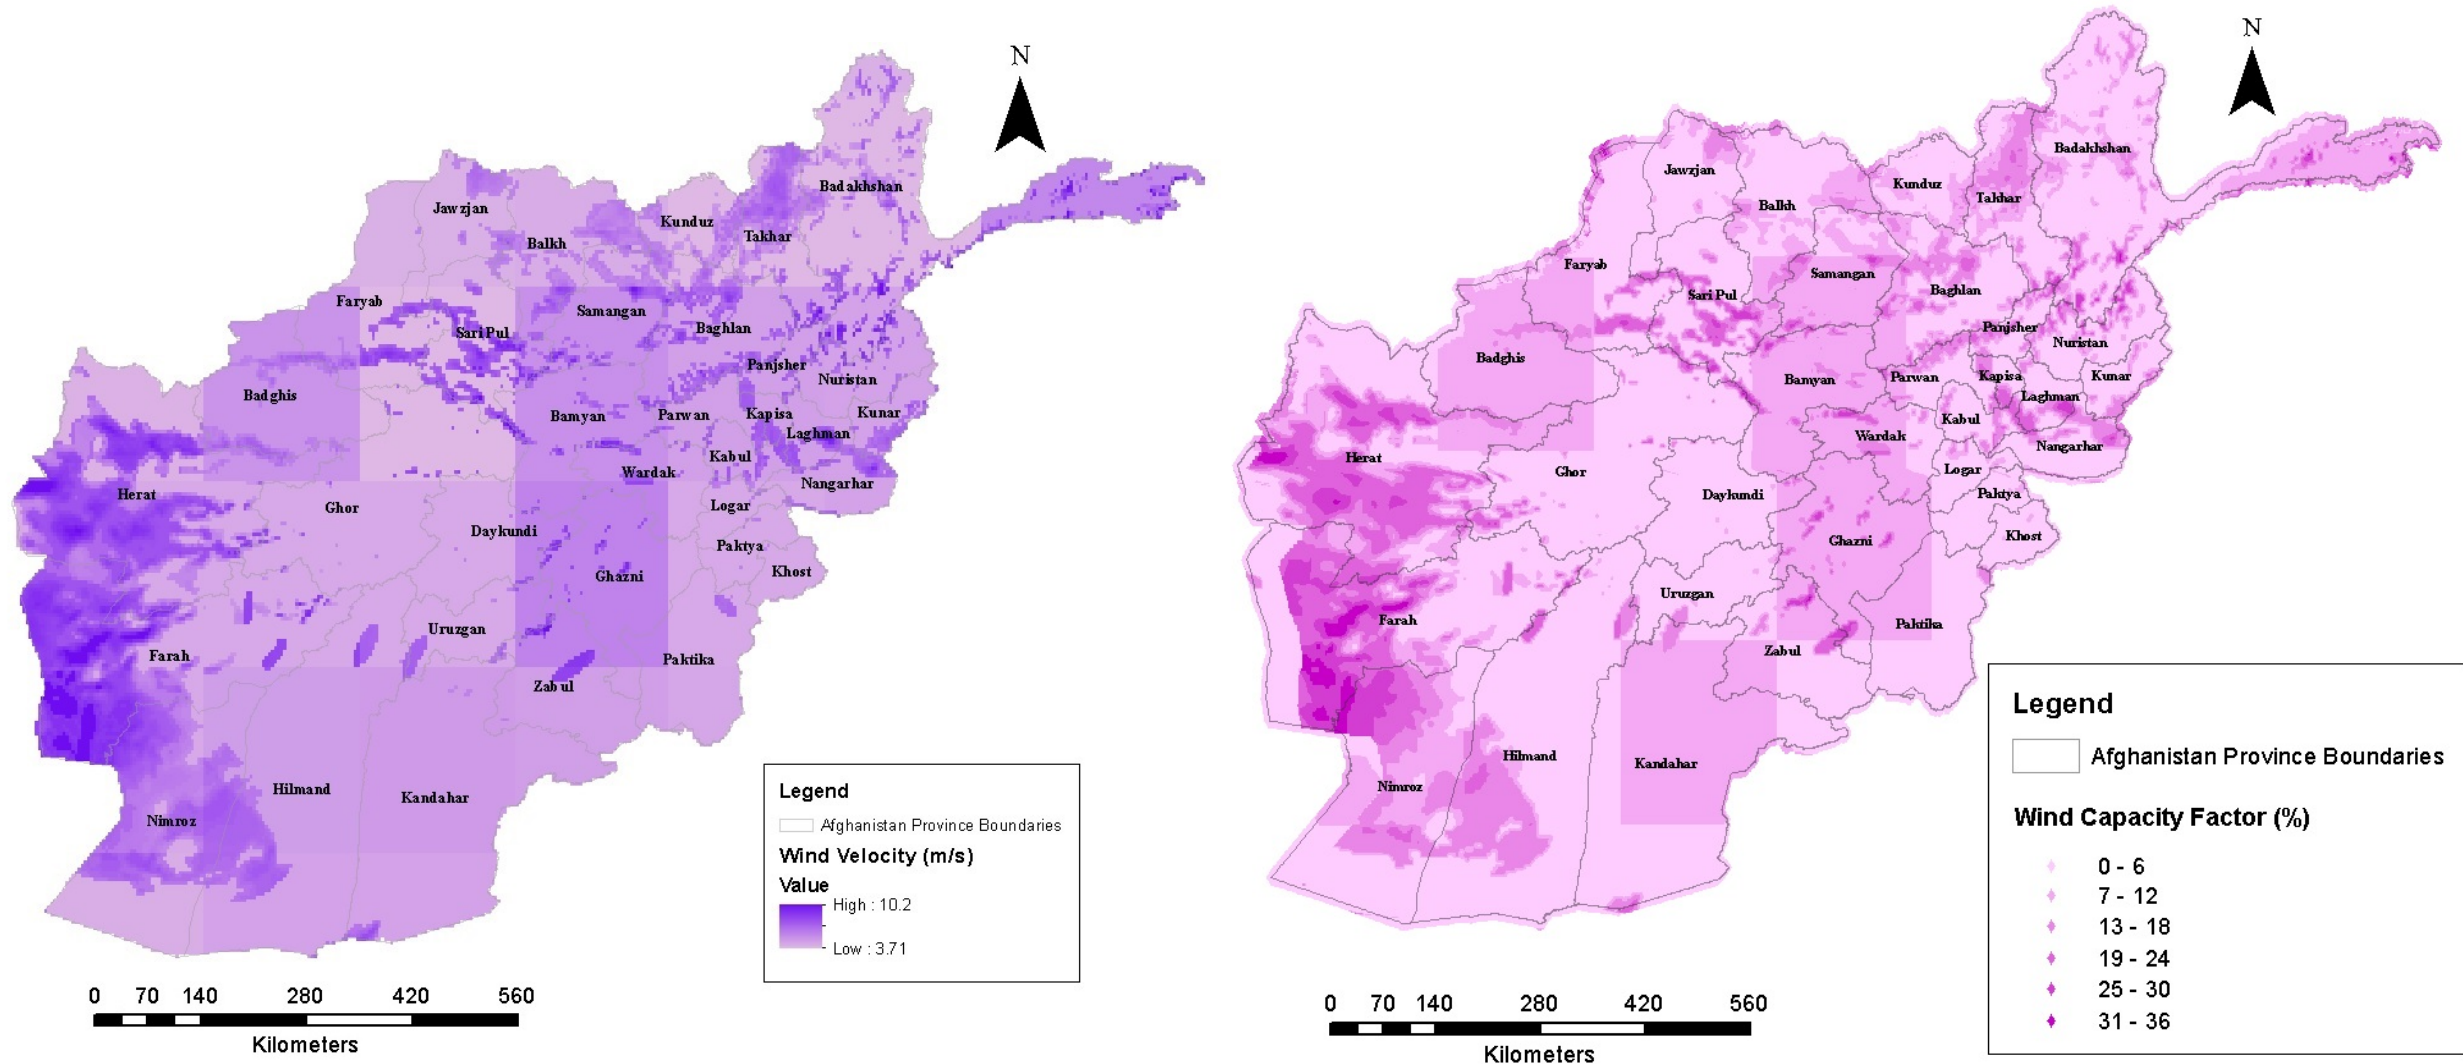 N
Badakhshan
Jawzjan
Kunduz
Takhar
Balkh
Faryab
Samangan
Sari Pul
Baghlan
Panjsher
Nuristan
Badghis
Bamyan
Parwan
Kapisa
Kunar
Laghman
Kabul
Wardak
Nangarhar
Herat
Ghor
Logar
Daykundi
Paktya
Khost
Ghazni
Uruzgan
Farah
Paktika
Zabul
Hilmand
Kandahar
Nimroz
Legend
Afghanistan Province Boundaries
Wind Velocity (m/s)
Value
High : 10.2
Low : 3.71
0 70 140 280 420 560
Kilometers
N
Badakhshan
Jawzjan
Kunduz
Takhar
Balkh
Faryab
Samangan
Sari Pul
Baghlan
Panjsher
Nuristan
Badghis
Bamyan
Parwan
Kapisa
Kunar
Laghman
Kabul
Wardak
Nangarhar
Herat
Ghor
Logar
Daykundi
Paktya
Khost
Ghazni
Uruzgan
Farah
Paktika
Zabul
Hilmand
Kandahar
Nimroz
Legend
Afghanistan Province Boundaries
Wind Capacity Factor (%)
0 - 6
7 - 12
13 - 18
19 - 24
25 - 30
31 - 36
0 70 140 280 420 560
Kilometers